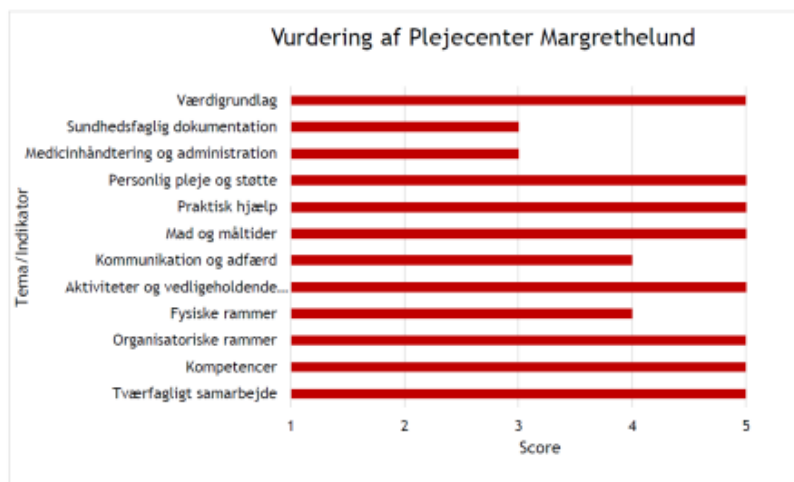 Vurdering af Plejecenter Margrethelund
Tema/Indikator
Værdigrundlag
Sundhedsfaglig dokumentation
Medicinhåndtering og administration
Personlig pleje og støtte
Praktisk hjælp
Mad og måltider
Kommunikation og adfærd
Aktiviteter og vedligeholdende...
Fysiske rammer
Organisatoriske rammer
Kompetencer
Tværfagligt samarbejde
1 2 3 4 5
Score